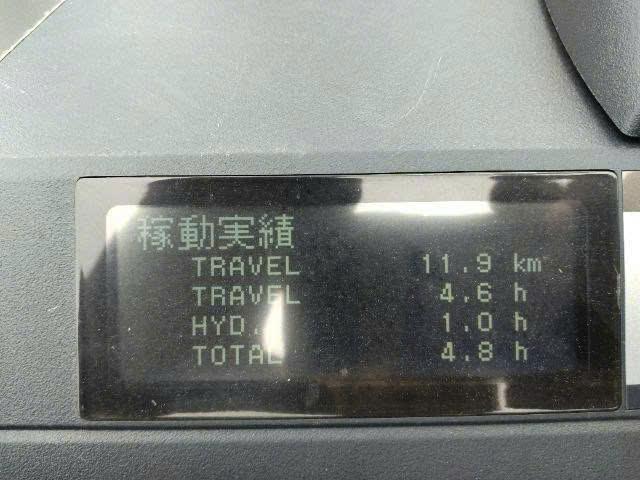 稼動実績
TRAVEL 11.9 km
TRAVEL 4.6 h
HYD. 1.0 h
TOTAL 4.8 h